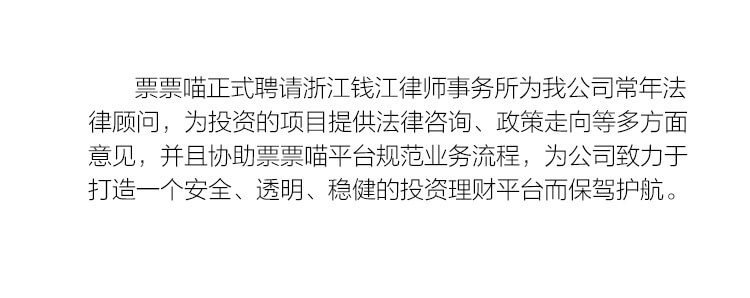 票票喵正式聘请浙江钱江律师事务所为我公司常年法
律顾问，为投资的项目提供法律咨询、政策走向等多方面
意见，并且协助票票喵平台规范业务流程，为公司致力于
打造一个安全、透明、稳健的投资理财平台而保驾护航。